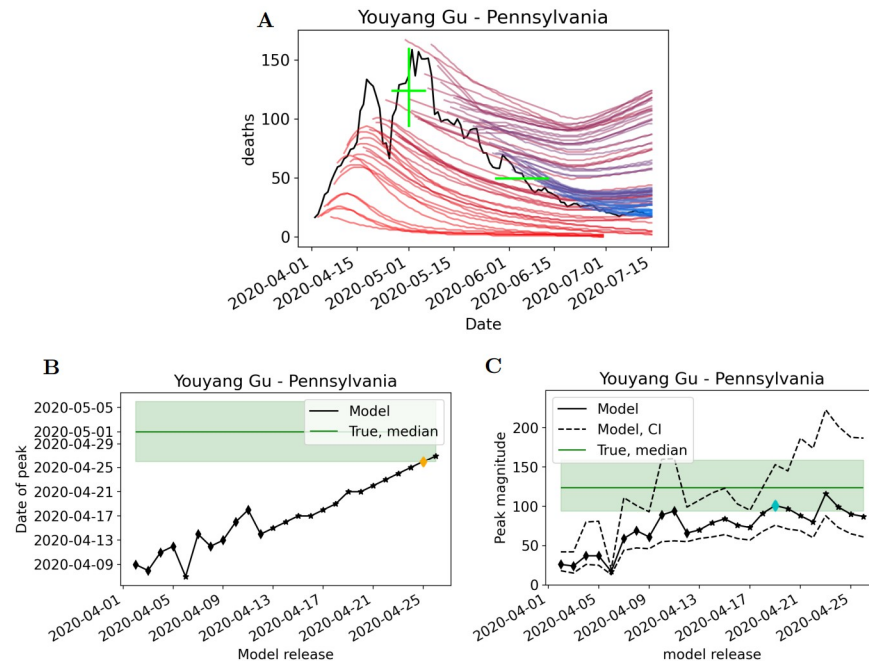 A
Youyang Gu - Pennsylvania
150
100
50
0
deaths
2020-04-01
2020-04-15
2020-05-01
2020-05-15
2020-06-01
2020-06-15
2020-07-01
2020-07-15
Date
B
Youyang Gu - Pennsylvania
Model
True, median
2020-05-05
2020-05-01
2020-04-29
2020-04-25
2020-04-21
2020-04-17
2020-04-13
2020-04-09
Date of peak
2020-04-01
2020-04-05
2020-04-09
2020-04-13
2020-04-17
2020-04-21
2020-04-25
Model release
C
Youyang Gu - Pennsylvania
Model
Model, CI
True, median
200
150
100
50
0
Peak magnitude
2020-04-01
2020-04-05
2020-04-09
2020-04-13
2020-04-17
2020-04-21
2020-04-25
model release